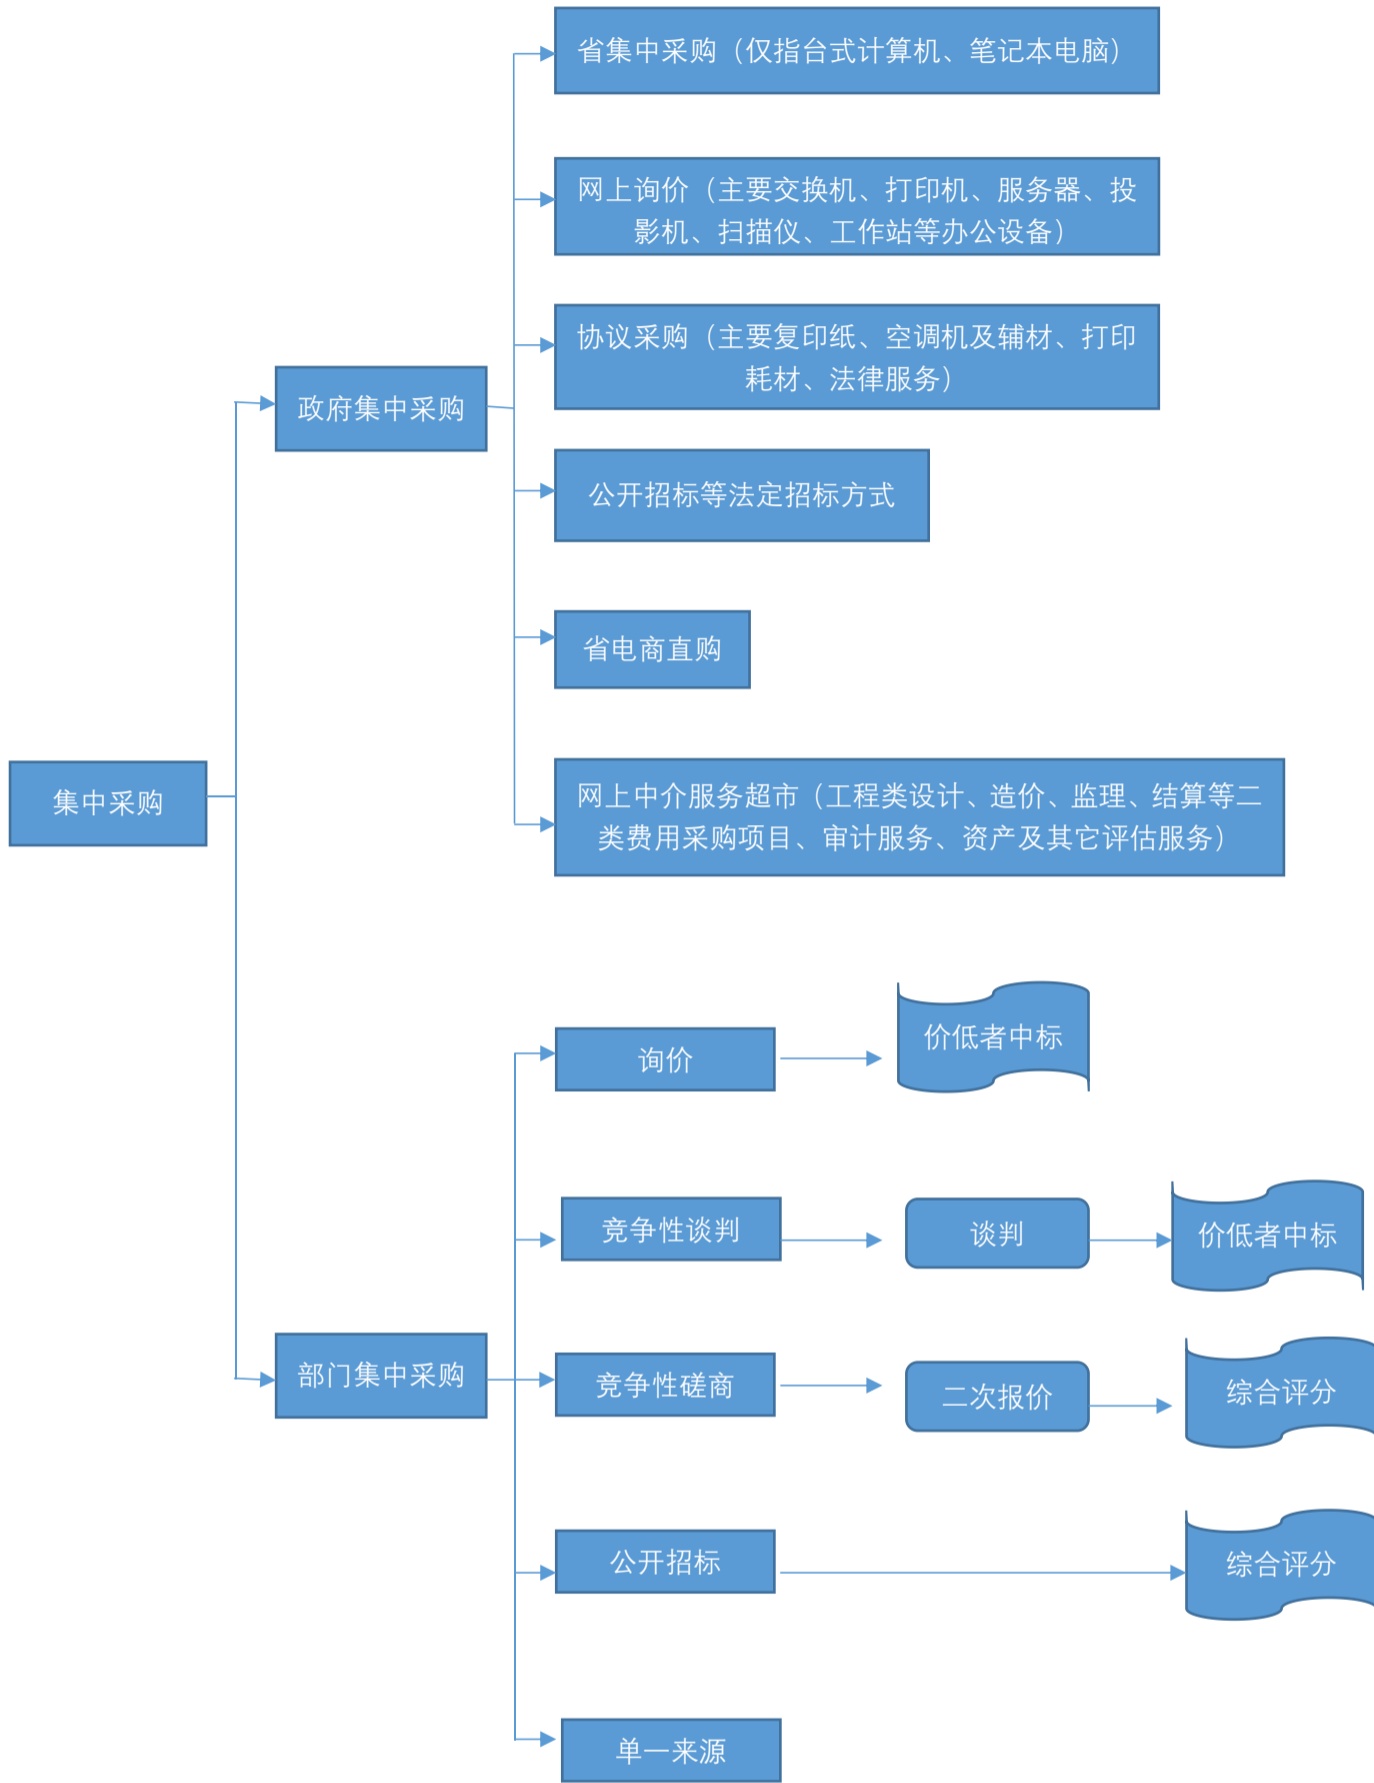 省集中采购（仅指台式计算机、笔记本电脑）
网上询价（主要交换机、打印机、服务器、投
影机、扫描仪、工作站等办公设备）
协议采购（主要复印纸、空调机及辅材、打印
耗材、法律服务）
政府集中采购
公开招标等法定招标方式
省电商直购
集中采购
网上中介服务超市（工程类设计、造价、监理、结算等二
类费用采购项目、审计服务、资产及其它评估服务）
询价
价低者中标
竞争性谈判
谈判
价低者中标
部门集中采购
竞争性磋商
二次报价
综合评分
公开招标
综合评分
单一来源